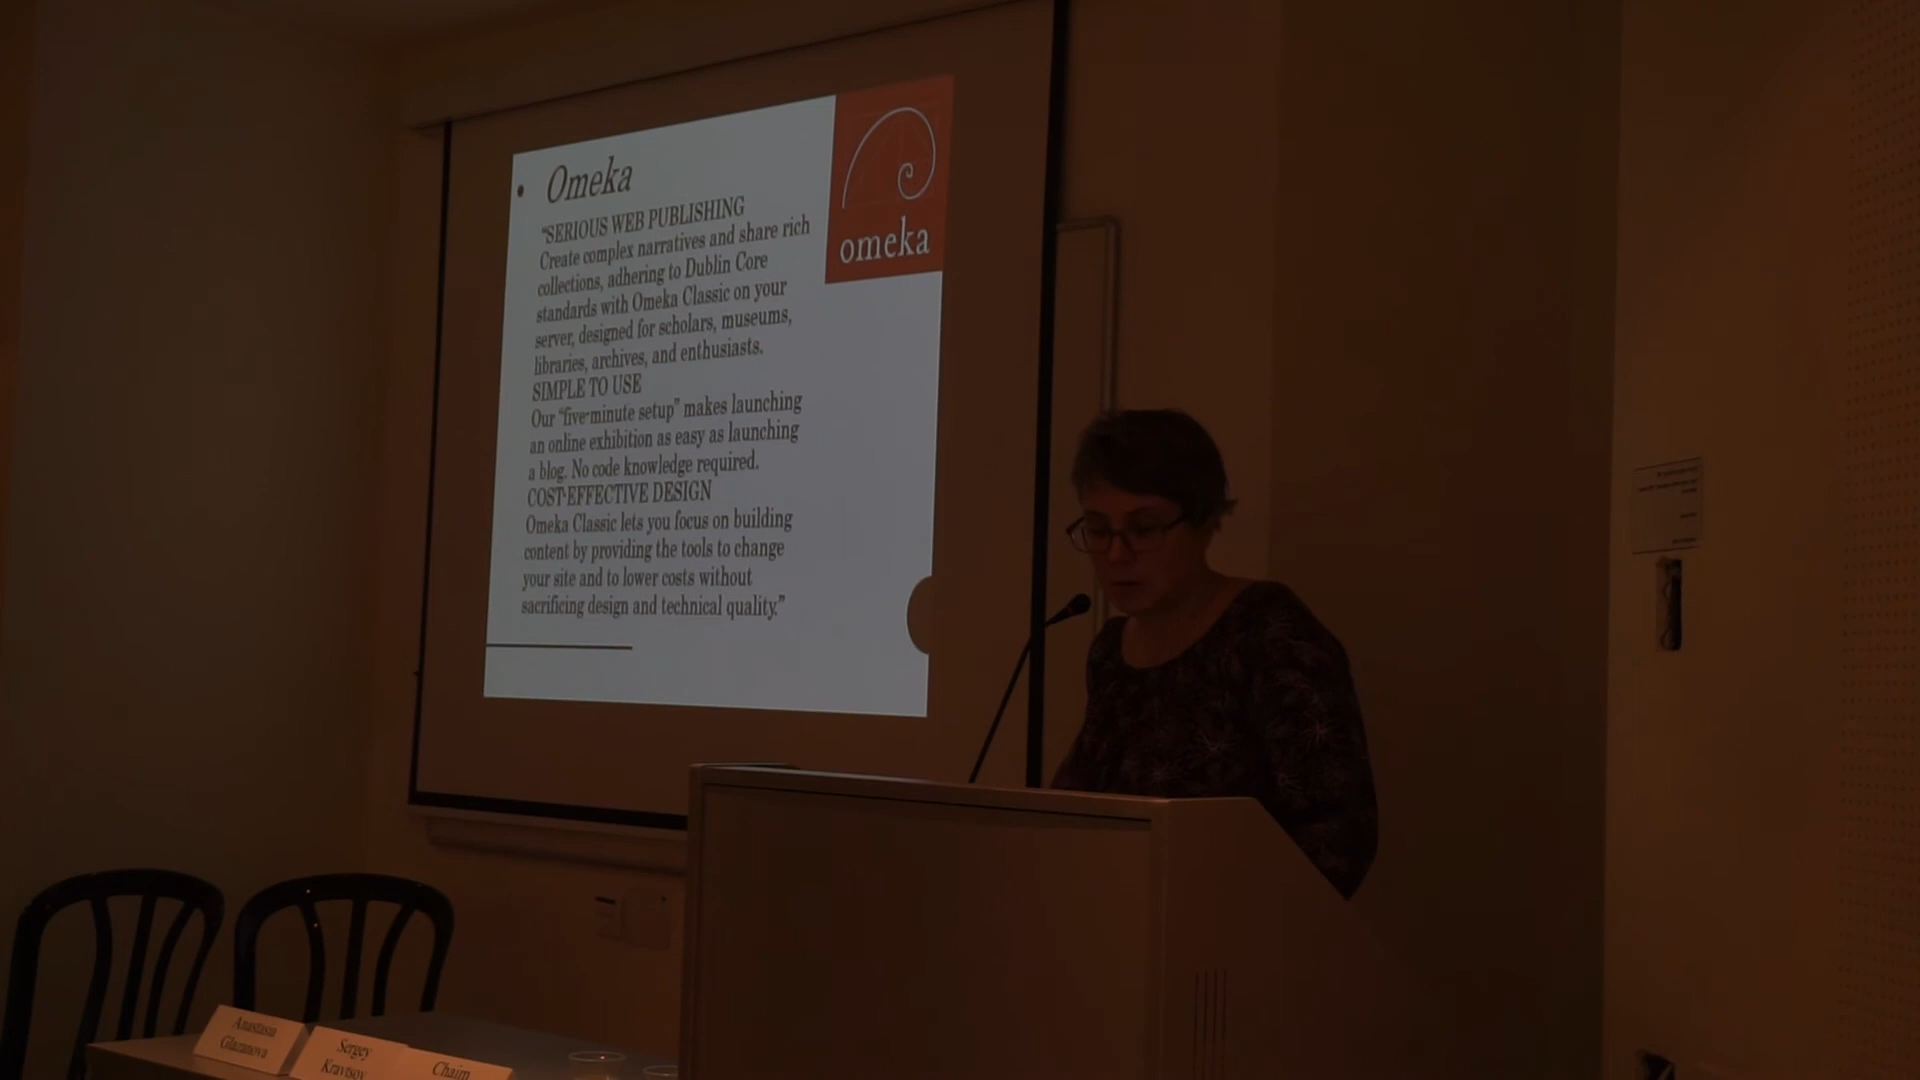 • Omeka
“SERIOUS WEB PUBLISHING
Create complex narratives and share rich
collections, adhering to Dublin Core
standards with Omeka Classic on your
server, designed for scholars, museums,
libraries, archives, and enthusiasts.
SIMPLE TO USE
Our “five-minute setup” makes launching
an online exhibition as easy as launching
a blog. No code knowledge required.
COST-EFFECTIVE DESIGN
Omeka Classic lets you focus on building
content by providing the tools to change
your site and to lower costs without
sacrificing design and technical quality.”
omeka
Anastasia
Glazanova
Sergey
Kravtsov
Chaim